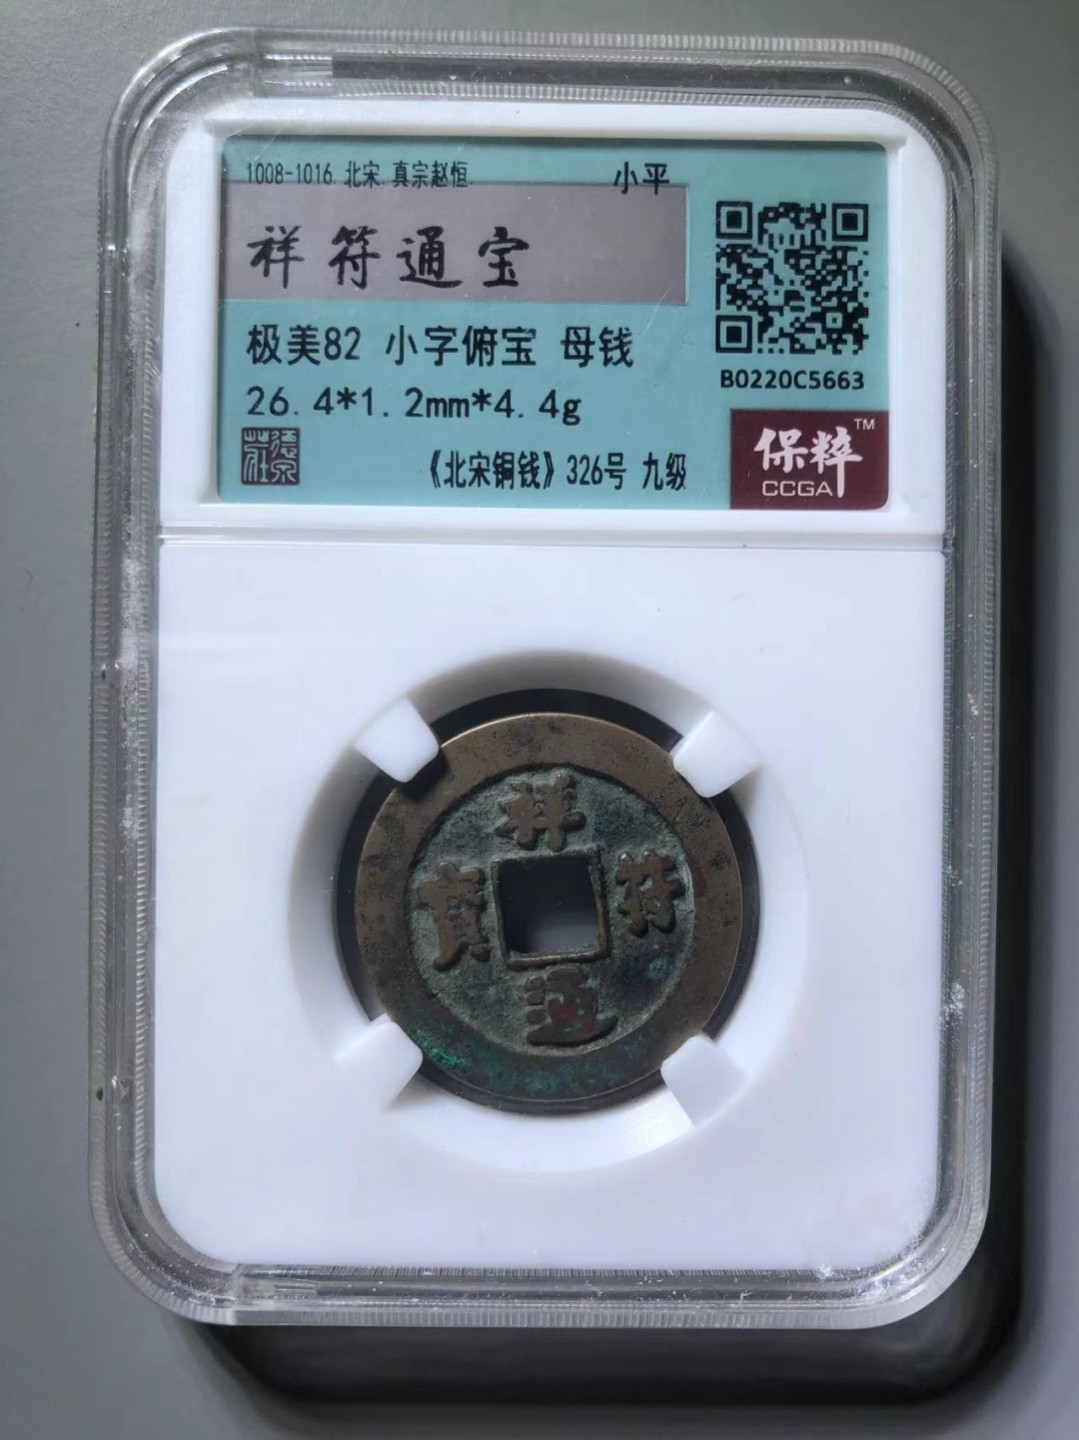 1008-1016.北宋.真宗赵恒.
小平
祥符通宝
极美82 小字俯宝 母钱
26.4*1.2mm*4.4g
《北宋铜钱》326号 九级
B0220C5663
保粹™
CCGA
祥
符
通
寶